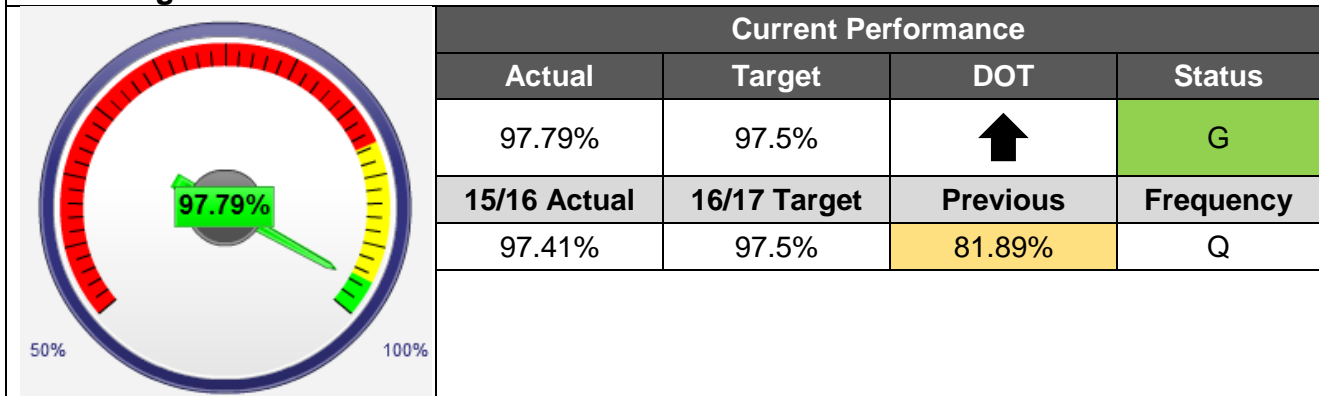 Current Performance
Actual Target DOT Status
97.79% 97.5% G
15/16 Actual 16/17 Target Previous Frequency
97.41% 97.5% 81.89% Q
97.79%
50% 100%